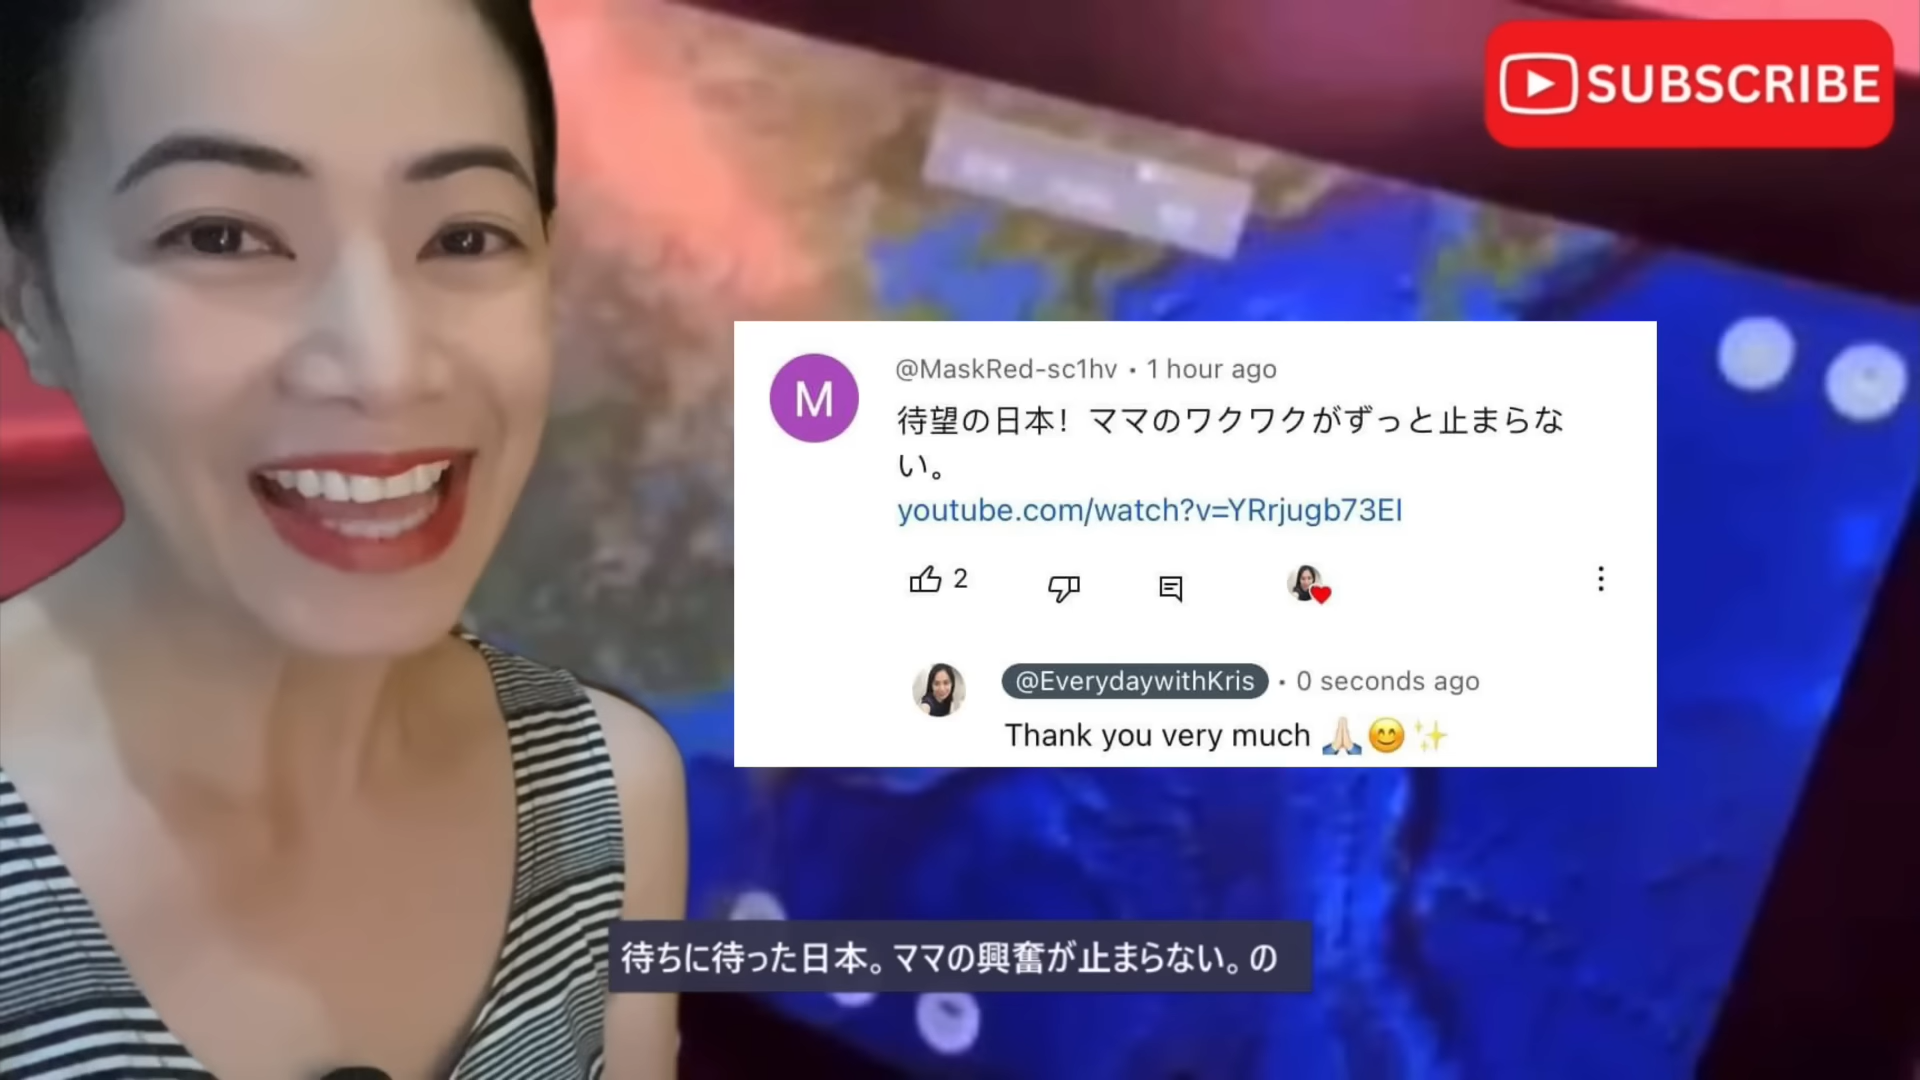 SUBSCRIBE
M
@MaskRed-sc1hv • 1 hour ago
待望の日本！ママのワクワクがずっと止まらな
い。
youtube.com/watch?v=YRrjugb73EI
2
@EverydaywithKris • 0 seconds ago
Thank you very much 🙏🏻😊✨
待ちに待った日本。ママの興奮が止まらない。の